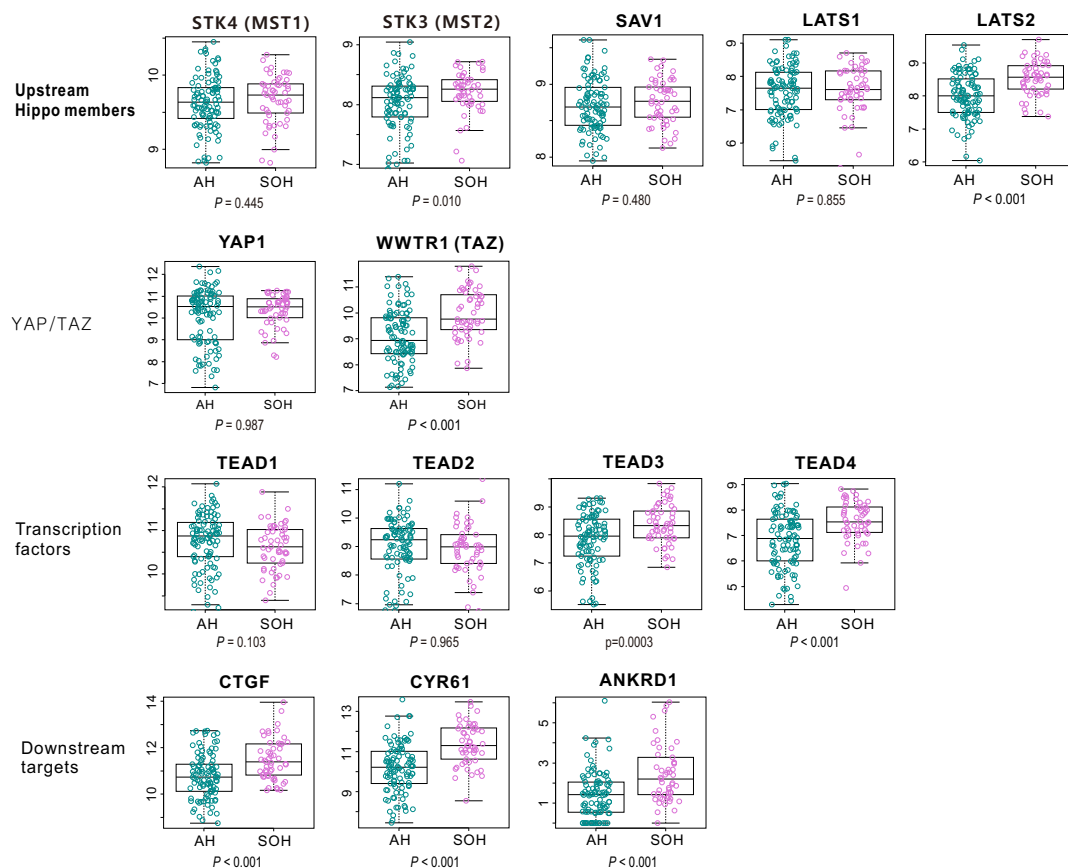 STK4 (MST1)
STK3 (MST2)
SAV1
LATS1
LATS2
Upstream
Hippo members
10
9
AH
SOH
P = 0.445
9
8
7
AH
SOH
P = 0.010
9
8
AH
SOH
P = 0.480
9
8
7
6
AH
SOH
P = 0.855
9
8
7
6
AH
SOH
P < 0.001
YAP1
WWTR1 (TAZ)
YAP/TAZ
12
11
10
9
8
7
AH
SOH
P = 0.987
11
10
9
8
7
AH
SOH
P < 0.001
TEAD1
TEAD2
TEAD3
TEAD4
Transcription
factors
12
11
10
AH
SOH
P = 0.103
11
10
9
8
7
AH
SOH
P = 0.965
9
8
7
6
AH
SOH
p=0.0003
9
8
7
6
5
AH
SOH
P < 0.001
CTGF
CYR61
ANKRD1
Downstream
targets
14
12
10
AH
SOH
P < 0.001
13
11
9
AH
SOH
P < 0.001
5
3
1
AH
SOH
P < 0.001